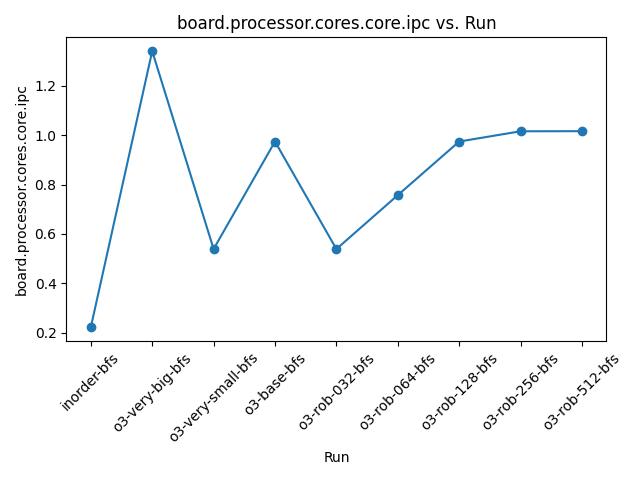 board.processor.cores.core.ipc vs. Run
board.processor.cores.core.ipc
1.2
1.0
0.8
0.6
0.4
0.2
inorder-bfs
o3-very-big-bfs
o3-very-small-bfs
o3-base-bfs
o3-rob-032-bfs
o3-rob-064-bfs
o3-rob-128-bfs
o3-rob-256-bfs
o3-rob-512-bfs
Run